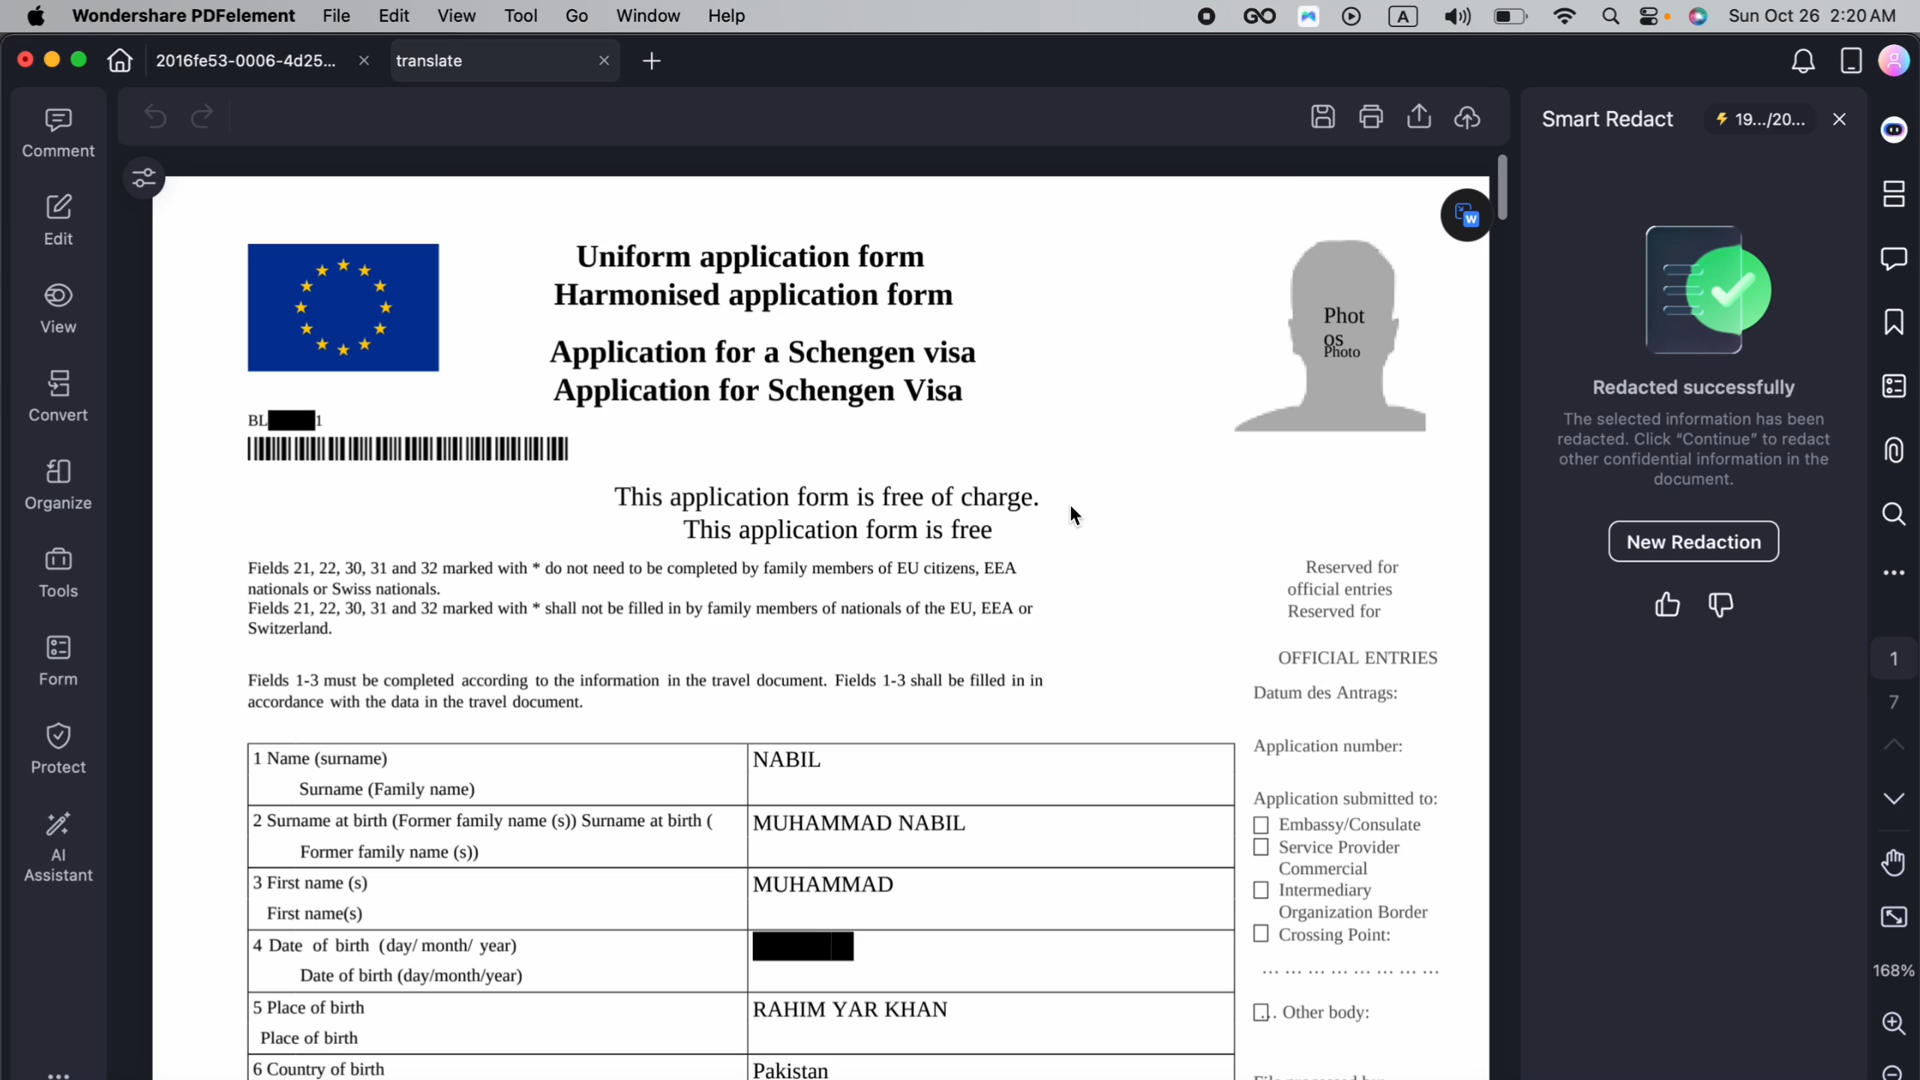 Wondershare PDFelement File Edit View Tool Go Window Help A Sun Oct 26 2:20 AM
2016fe53-0006-4d25... translate
Comment
Edit
View
Convert
Organize
Tools
Form
Protect
AI
Assistant
Uniform application form
Harmonised application form
Application for a Schengen visa
Application for Schengen Visa
BL 1
Phot
os
Photo
This application form is free of charge.
This application form is free
Fields 21, 22, 30, 31 and 32 marked with * do not need to be completed by family members of EU citizens, EEA
nationals or Swiss nationals.
Fields 21, 22, 30, 31 and 32 marked with * shall not be filled in by family members of nationals of the EU, EEA or
Switzerland.
Fields 1-3 must be completed according to the information in the travel document. Fields 1-3 shall be filled in in
accordance with the data in the travel document.
1 Name (surname)
Surname (Family name)
NABIL
2 Surname at birth (Former family name (s)) Surname at birth (
Former family name (s))
MUHAMMAD NABIL
3 First name (s)
First name(s)
MUHAMMAD
4 Date of birth (day/ month/ year)
Date of birth (day/month/year)
5 Place of birth
Place of birth
RAHIM YAR KHAN
6 Country of birth
Pakistan
Reserved for
official entries
Reserved for
OFFICIAL ENTRIES
Datum des Antrags:
Application number:
Application submitted to:
Embassy/Consulate
Service Provider
Commercial
Intermediary
Organization Border
Crossing Point:
... ... ... ... ... ... ... ...
... Other body:
Smart Redact 19.../20...
Redacted successfully
The selected information has been
redacted. Click “Continue” to redact
other confidential information in the
document.
New Redaction
W
1
7
168%